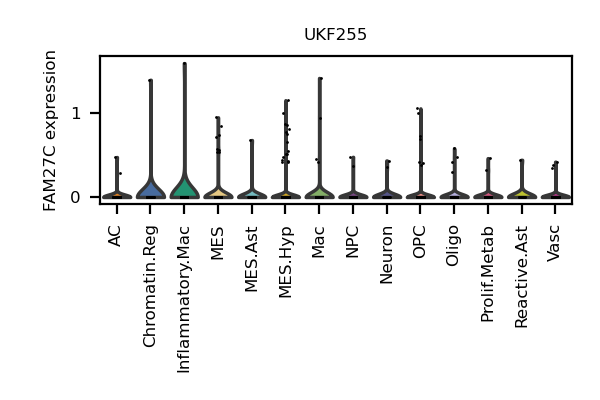 UKF255
FAM27C expression
1
0
AC
Chromatin.Reg
Inflammatory.Mac
MES
MES.Ast
MES.Hyp
Mac
NPC
Neuron
OPC
Oligo
Prolif.Metab
Reactive.Ast
Vasc